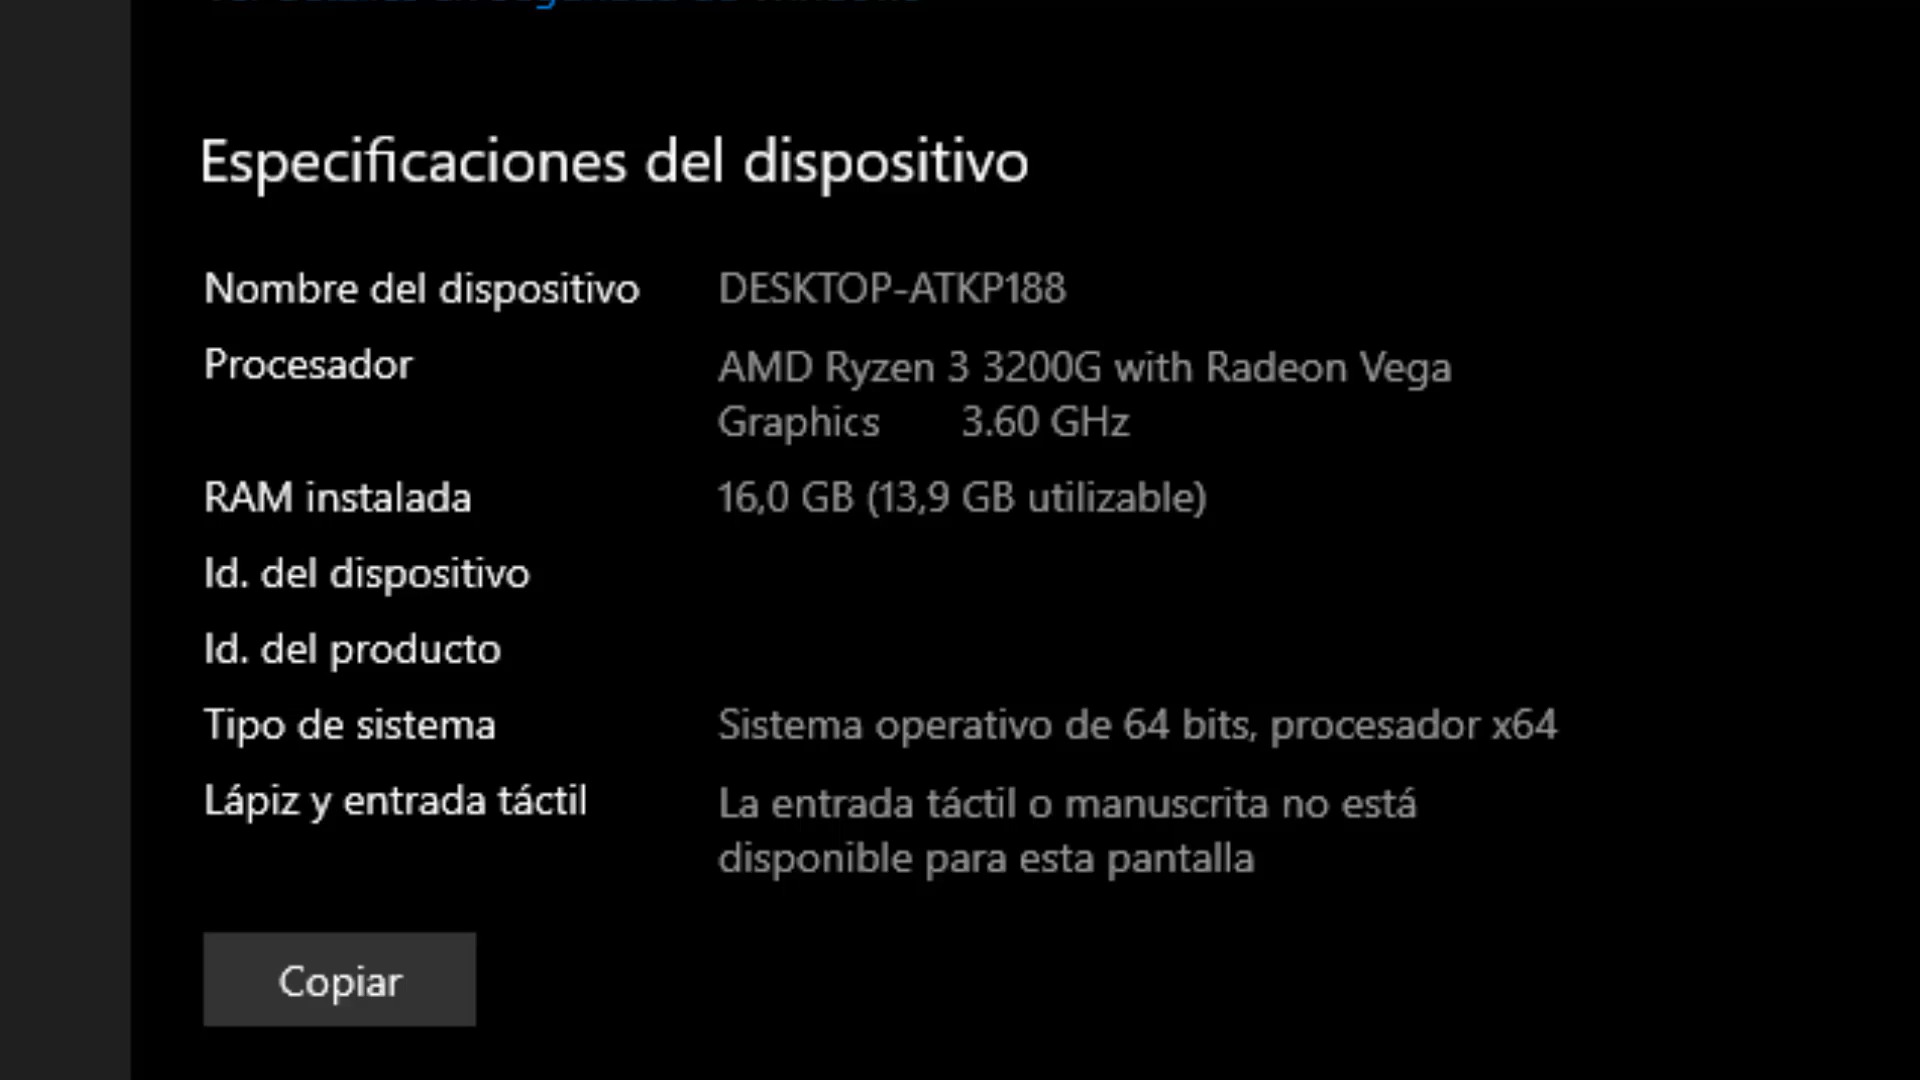 Especificaciones del dispositivo
Nombre del dispositivo DESKTOP-ATKP188
Procesador AMD Ryzen 3 3200G with Radeon Vega
Graphics 3.60 GHz
RAM instalada 16,0 GB (13,9 GB utilizable)
Id. del dispositivo
Id. del producto
Tipo de sistema Sistema operativo de 64 bits, procesador x64
Lápiz y entrada táctil La entrada táctil o manuscrita no está
disponible para esta pantalla
Copiar